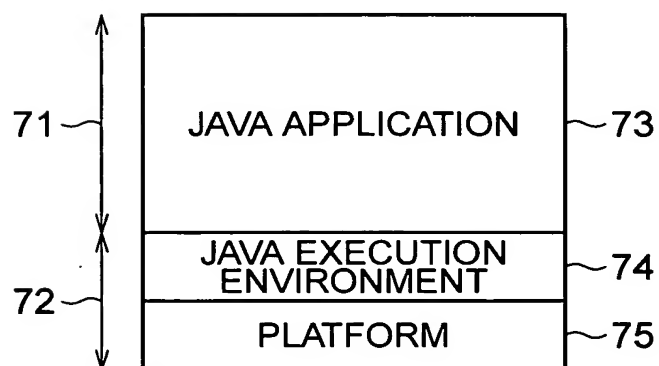 71
JAVA APPLICATION
73
JAVA EXECUTION
ENVIRONMENT
74
72
PLATFORM
75